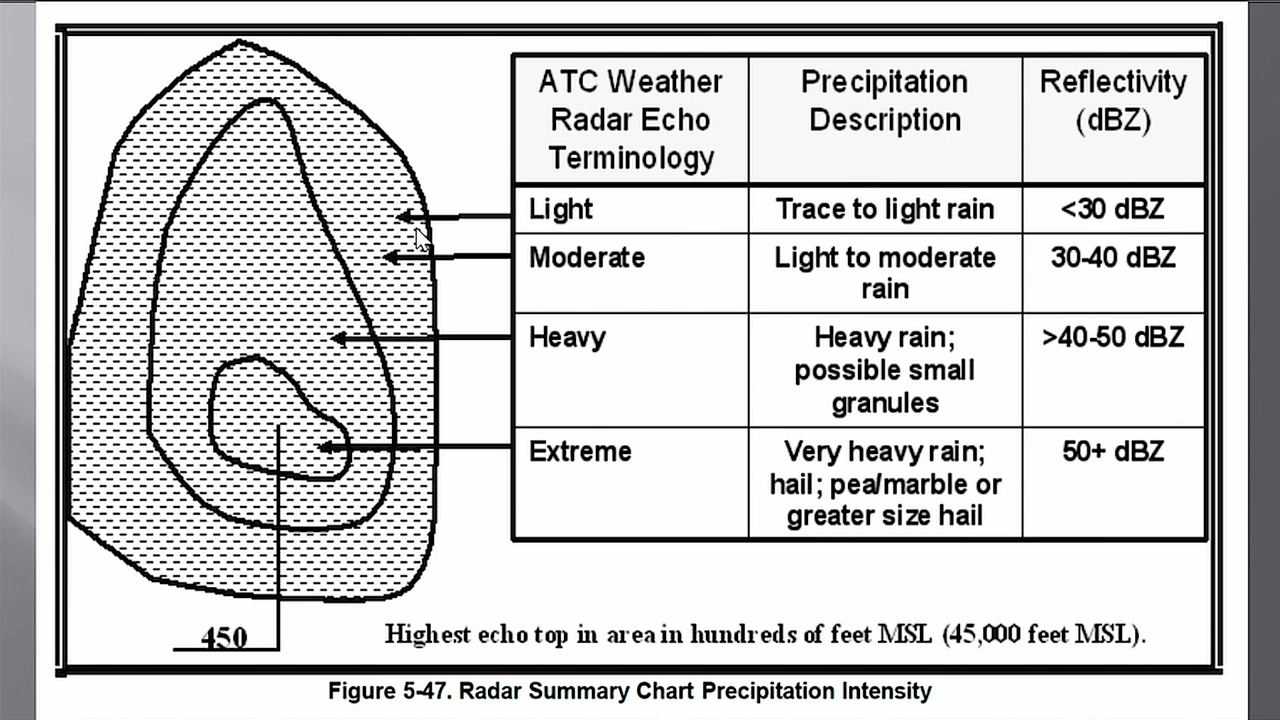 ATC Weather
Radar Echo
Terminology
Precipitation
Description
Reflectivity
(dBZ)
Light
Trace to light rain
<30 dBZ
Moderate
Light to moderate
rain
30-40 dBZ
Heavy
Heavy rain;
possible small
granules
>40-50 dBZ
Extreme
Very heavy rain;
hail; pea/marble or
greater size hail
50+ dBZ
450
Highest echo top in area in hundreds of feet MSL (45,000 feet MSL).
Figure 5-47. Radar Summary Chart Precipitation Intensity